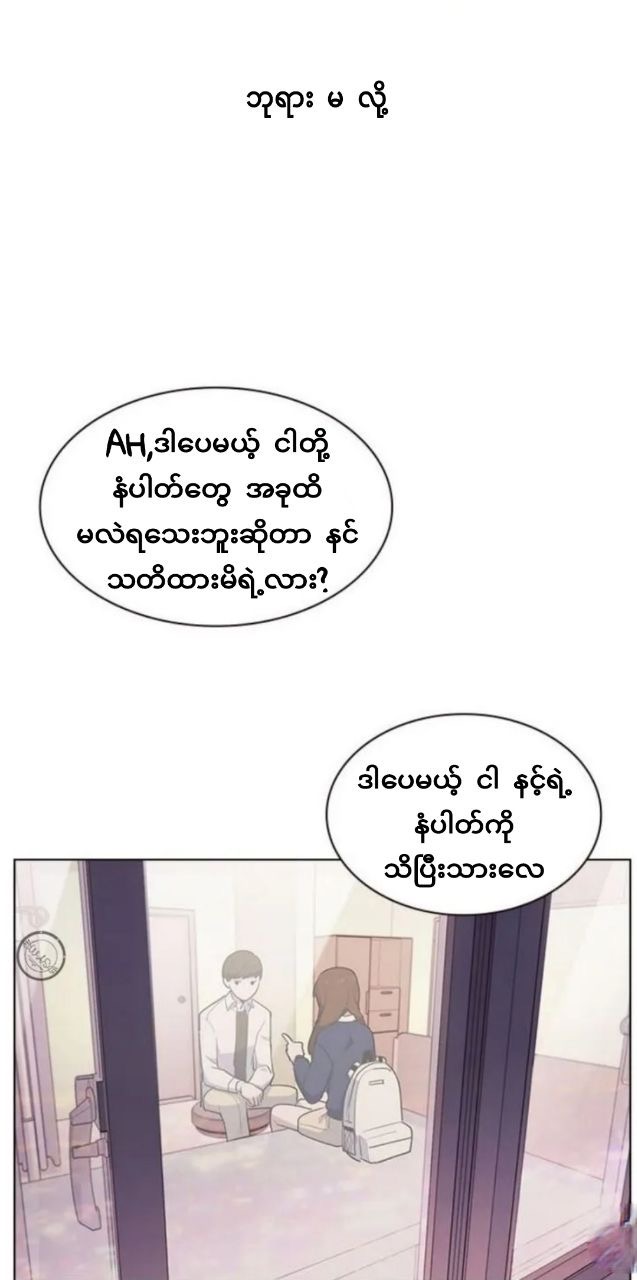 ဘုရား မ လို့
AH,ဒါပေမယ့် ငါတို့
နံပါတ်တွေ အခုထိ
မလဲရသေးဘူးဆိုတာ နင်
သတိထားမိရဲ့လား?
ဒါပေမယ့် ငါ နင့်ရဲ့
နံပါတ်ကို
သိပြီးသားလေ